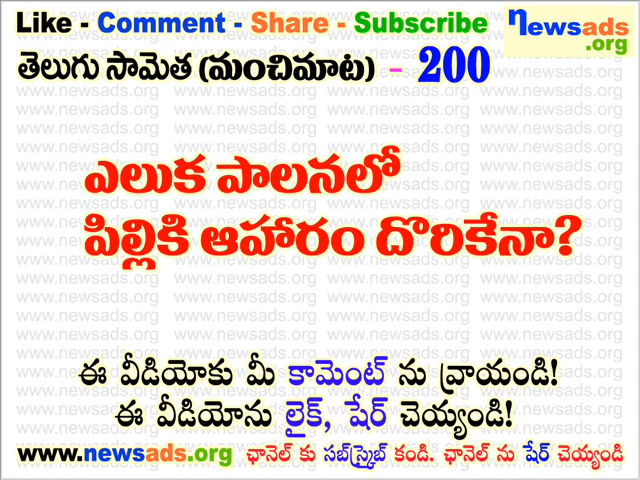 Like - Comment - Share - Subscribe
newsads.org
తెలుగు సామెత (మంచిమాట) - 200
ఎలుక పాలనలో
పిల్లికి ఆహారం దొరికేనా?
ఈ వీడియోకు మీ కామెంట్ ను వ్రాయండి!
ఈ వీడియోను లైక్, షేర్ చెయ్యండి!
www.newsads.org ఛానెల్ కు సబ్‌స్క్రైబ్ కండి. ఛానెల్ ను షేర్ చెయ్యండి